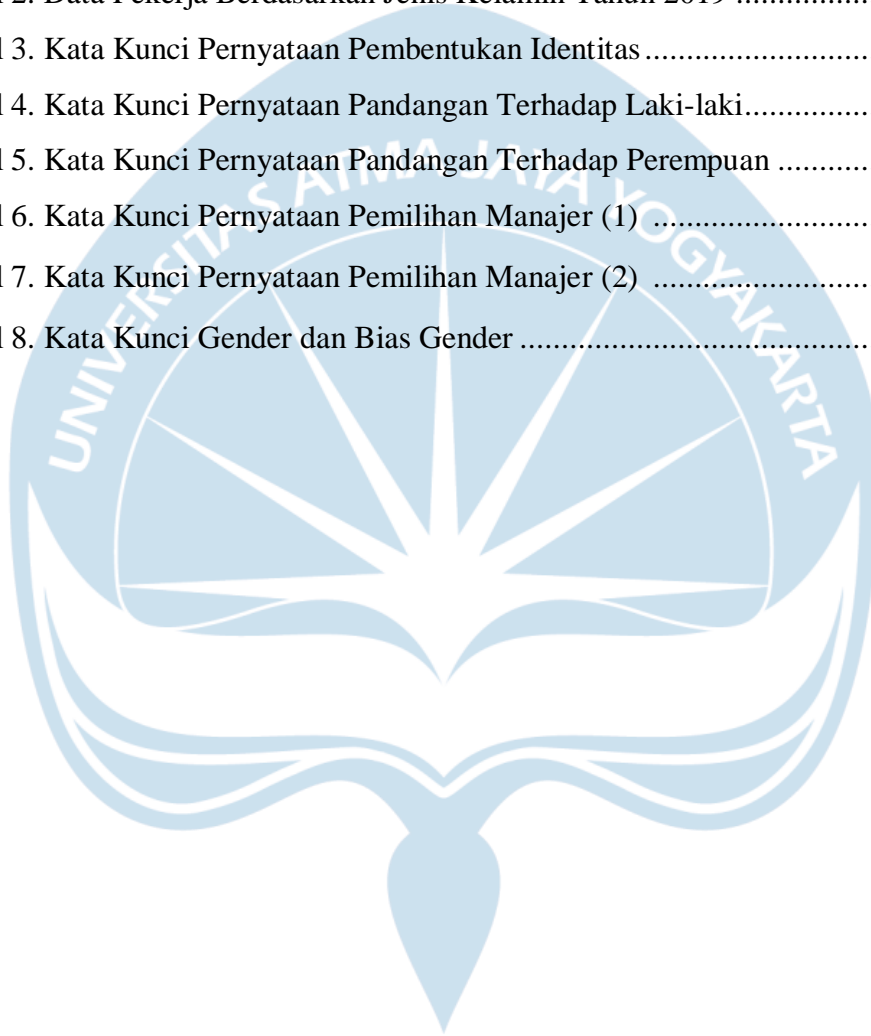 l 2. Data Pekerja Berdasarkan Jenis Kelamin Tahun 2019 ................
l 3. Kata Kunci Pernyataan Pembentukan Identitas ...........................
l 4. Kata Kunci Pernyataan Pandangan Terhadap Laki-laki...............
l 5. Kata Kunci Pernyataan Pandangan Terhadap Perempuan ...........
l 6. Kata Kunci Pernyataan Pemilihan Manajer (1) ..........................
l 7. Kata Kunci Pernyataan Pemilihan Manajer (2) ..........................
l 8. Kata Kunci Gender dan Bias Gender ..........................................
UNIVERSITAS ATMA JAYA YOGYAKARTA